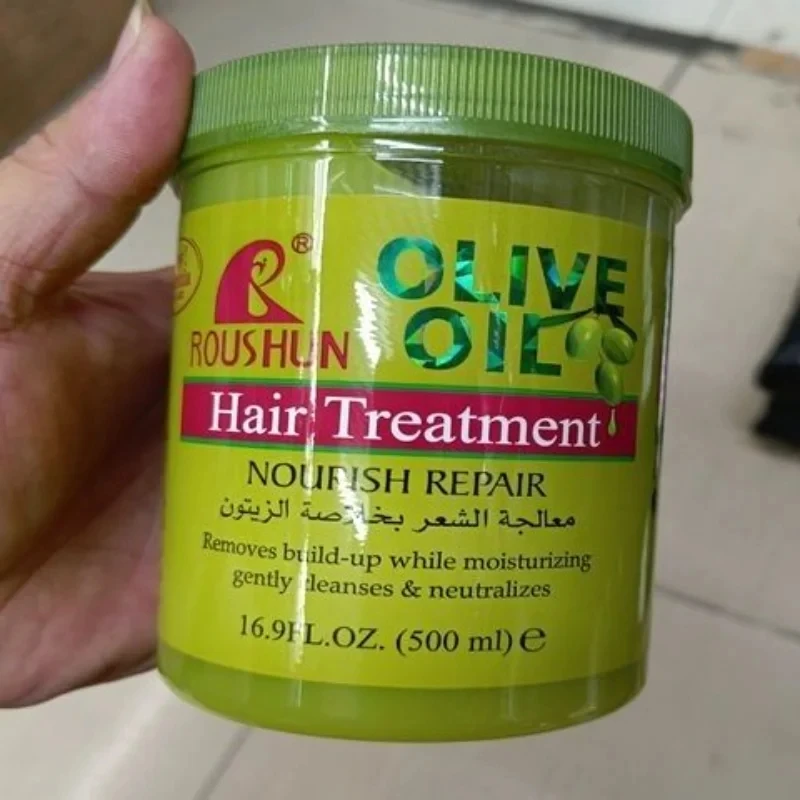 ROUSHUN®
OLIVE
OIL
Hair Treatment
NOURISH REPAIR
معالجة الشعر بخلاصة الزيتون
Removes build-up while moisturizing
gently cleanses & neutralizes
16.9FL.OZ. (500 ml) ℮